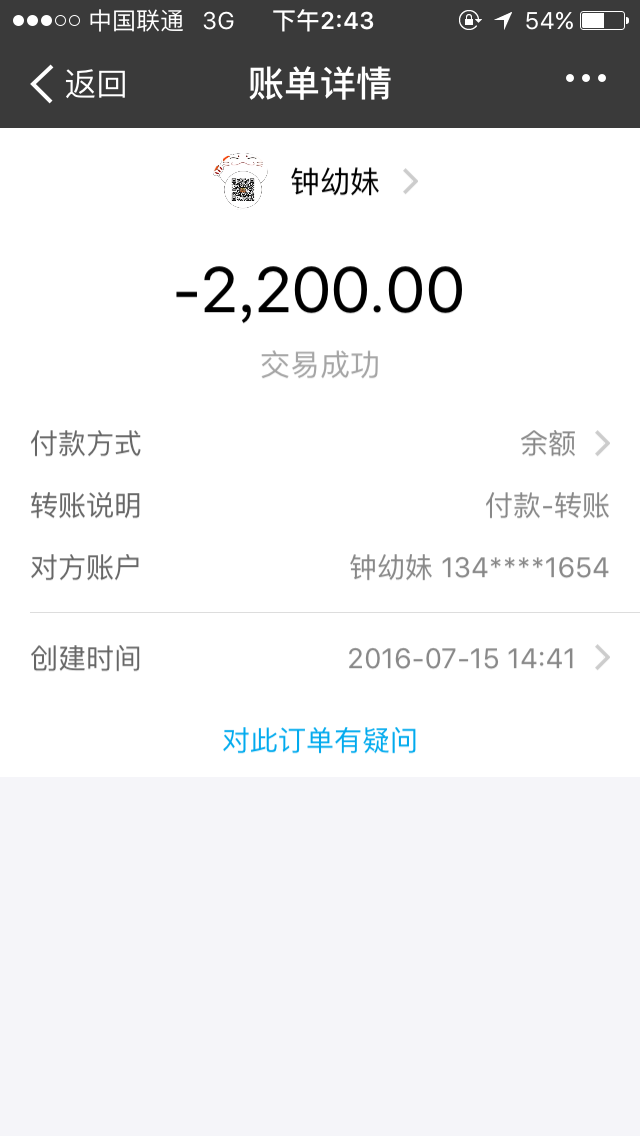 中国联通 3G 下午2:43 54%
返回 账单详情
钟幼妹
-2,200.00
交易成功
付款方式 余额
转账说明 付款-转账
对方账户 钟幼妹 134****1654
创建时间 2016-07-15 14:41
对此订单有疑问